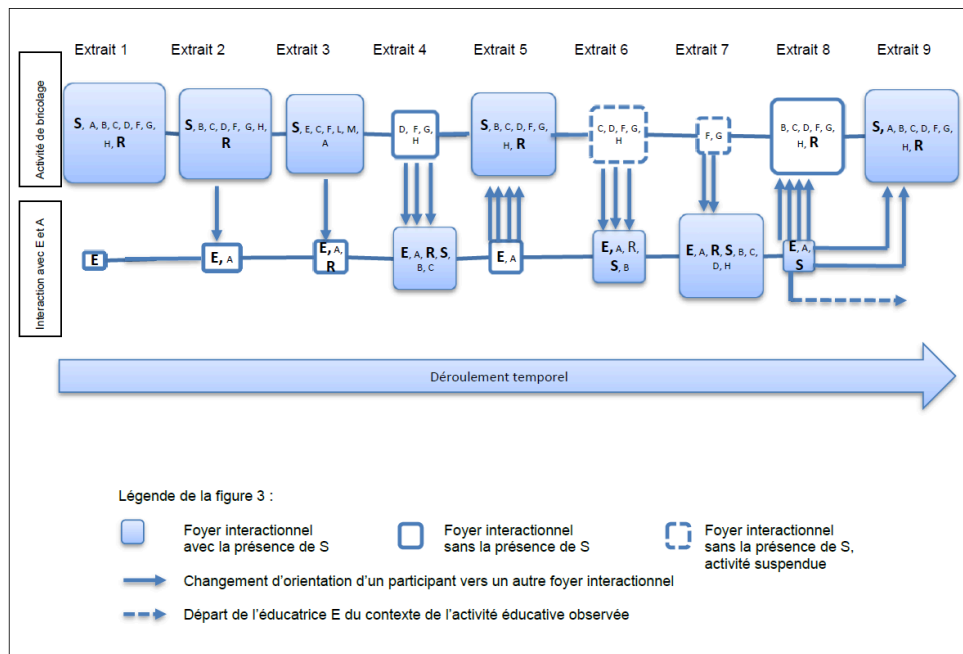 Extrait 1 Extrait 2 Extrait 3 Extrait 4 Extrait 5 Extrait 6 Extrait 7 Extrait 8 Extrait 9
Activité de bricolage
S, A, B, C, D, F, G,
H, R
S, B, C, D, F, G, H,
R
S, E, C, F, L, M,
A
D, F, G,
H
S, B, C, D, F, G,
H, R
C, D, F, G,
H
F, G
B, C, D, F, G,
H, R
S, A, B, C, D, F, G,
H, R
Interaction avec E et A
E
E, A
E, A,
R
E, A, R, S,
B, C
E, A
E, A, R,
S, B
E, A, R, S, B, C,
D, H
E, A,
S
Déroulement temporel
Légende de la figure 3 :
Foyer interactionnel
avec la présence de S
Foyer interactionnel
sans la présence de S
Foyer interactionnel
sans la présence de S,
activité suspendue
Changement d'orientation d'un participant vers un autre foyer interactionnel
Départ de l'éducatrice E du contexte de l'activité éducative observée